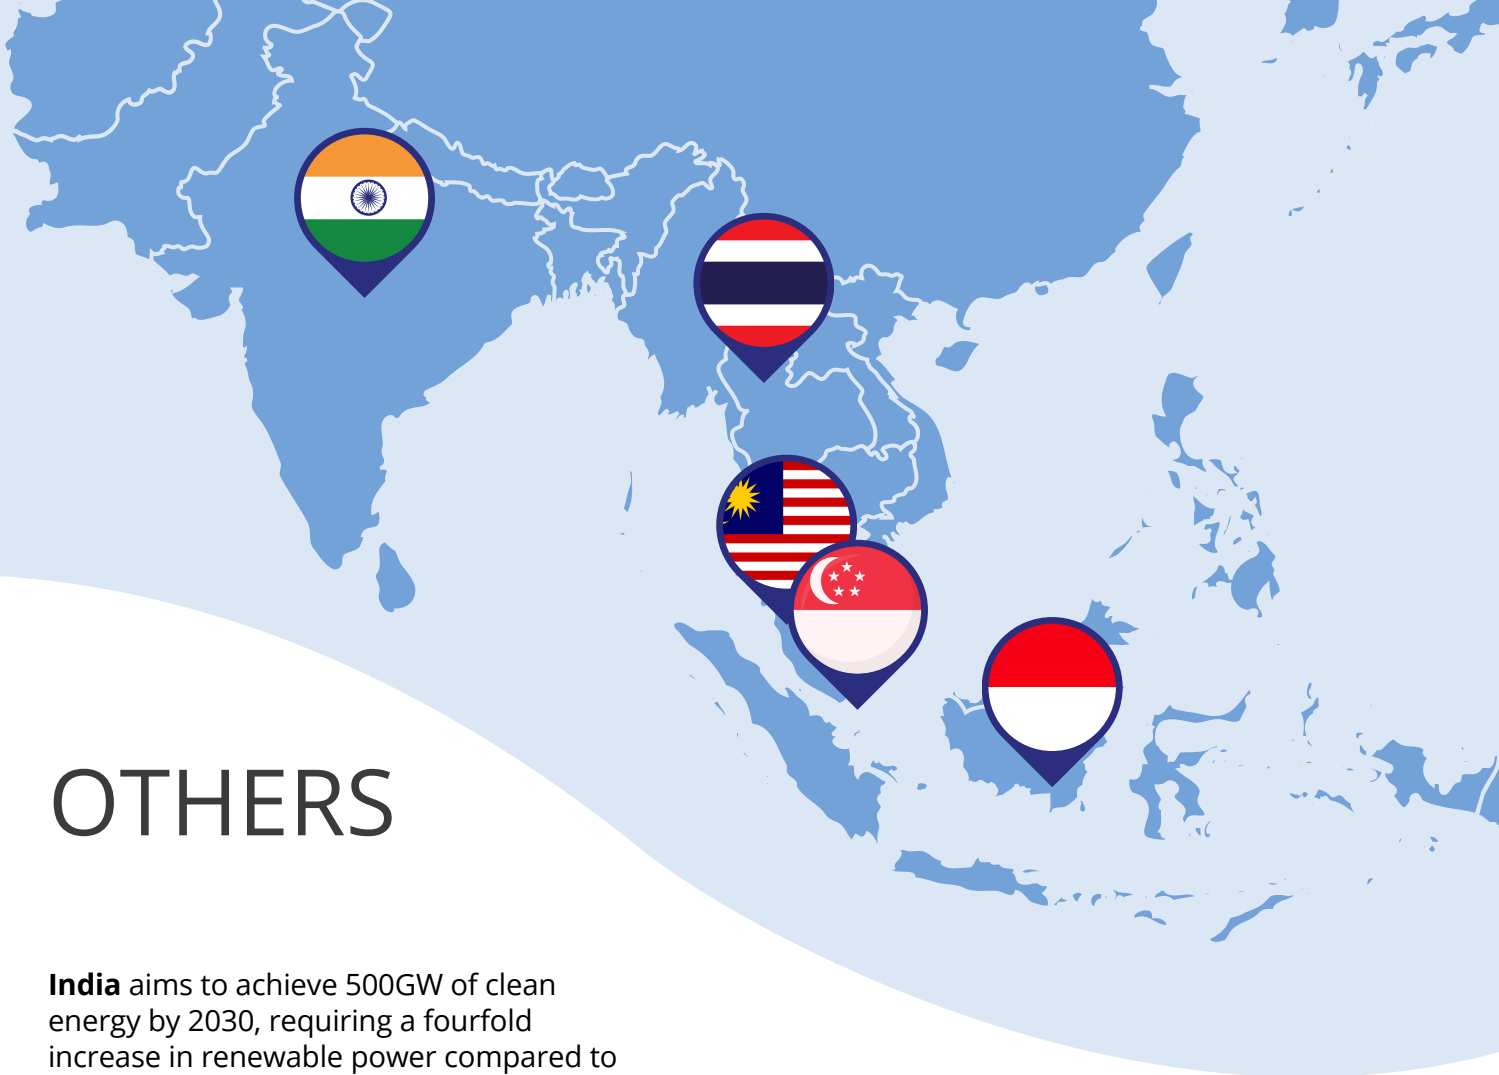 OTHERS
India aims to achieve 500GW of clean
energy by 2030, requiring a fourfold
increase in renewable power compared to